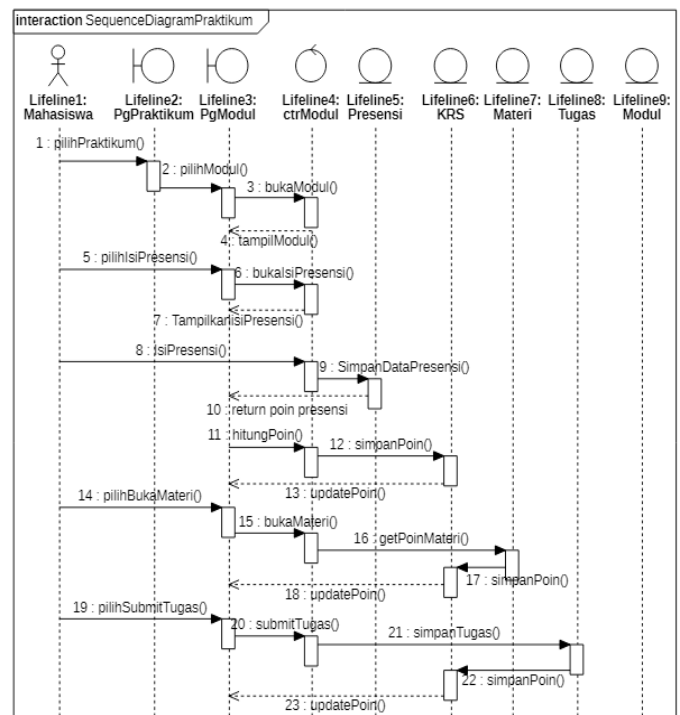 interaction SequenceDiagramPraktikum
Lifeline1: Mahasiswa
Lifeline2: PgPraktikum
Lifeline3: PgModul
Lifeline4: ctrModul
Lifeline5: Presensi
Lifeline6: KRS
Lifeline7: Materi
Lifeline8: Tugas
Lifeline9: Modul
1 : pilihPraktikum()
2 : pilihModul()
3 : bukaModul()
4 : tampilModul()
5 : pilihIsiPresensi()
6 : bukaIsiPresensi()
7 : TampilkanisiPresensi()
8 : IsiPresensi()
9 : SimpanDataPresensi()
10 : return poin presensi
11 : hitungPoin()
12 : simpanPoin()
13 : updatePoin()
14 : pilihBukaMateri()
15 : bukaMateri()
16 : getPoinMateri()
17 : simpanPoin()
18 : updatePoin()
19 : pilihSubmitTugas()
20 : submitTugas()
21 : simpanTugas()
22 : simpanPoin()
23 : updatePoin()